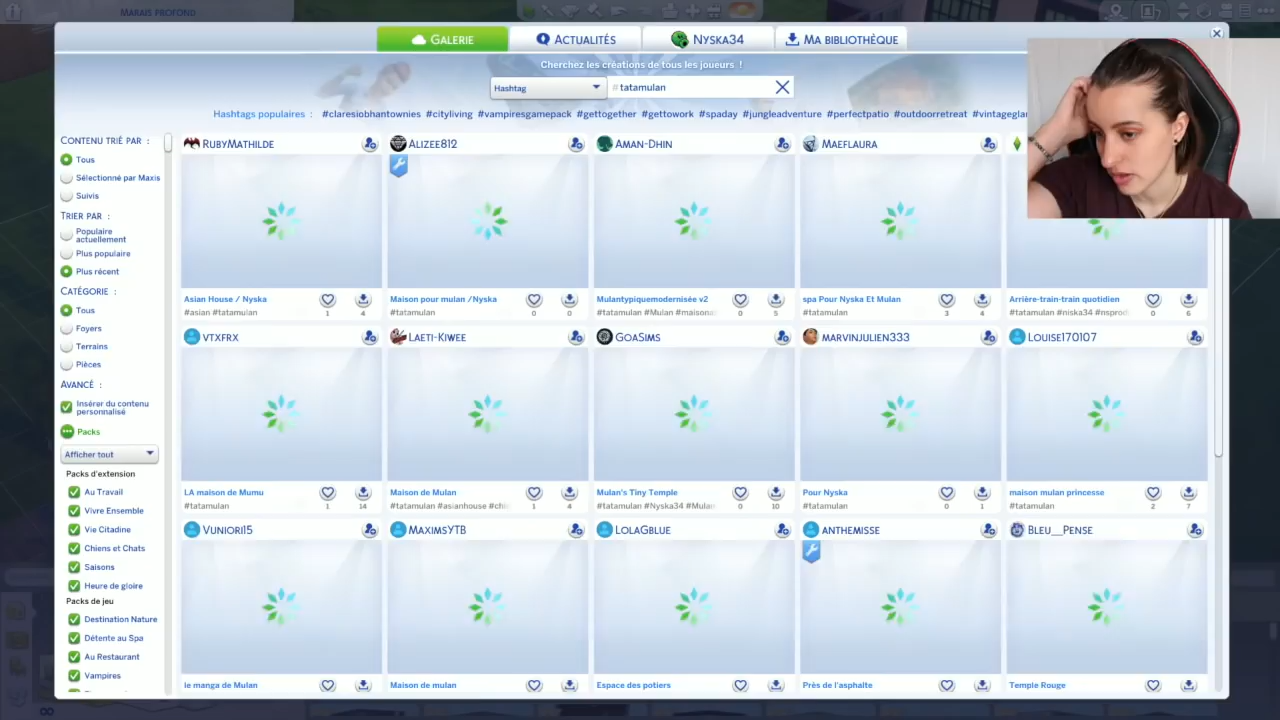 MARAIS PROFOND
GALERIE
ACTUALITÉS
NYSKA34
MA BIBLIOTHÈQUE
Cherchez les créations de tous les joueurs !
Hashtag
# tatamulan
Hashtags populaires : #claresiobhantownies #cityliving #vampiresgamepack #gettogether #gettowork #spaday #jungleadventure #perfectpatio #outdoorretreat #vintageglar
CONTENU TRIÉ PAR :
Tous
Sélectionné par Maxis
Suivis
TRIER PAR :
Populaire
actuellement
Plus populaire
Plus récent
CATÉGORIE :
Tous
Foyers
Terrains
Pièces
AVANCÉ :
Insérer du contenu
personnalisé
Packs
Afficher tout
Packs d'extension
Au Travail
Vivre Ensemble
Vie Citadine
Chiens et Chats
Saisons
Heure de gloire
Packs de jeu
Destination Nature
Détente au Spa
Au Restaurant
Vampires
RUBYMATHILDE
ALIZEE812
AMAN-DHIN
MAEFLAURA
Asian House / Nyska
#asian #tatamulan
1 4
Maison pour mulan /Nyska
#tatamulan
0 0
Mulantypiquemodernisée v2
#tatamulan #Mulan #maisona
0 5
spa Pour Nyska Et Mulan
#tatamulan
3 4
Arrière-train-train quotidien
#tatamulan #niska34 #nsprod
0 6
VTXFRX
LAETI-KIWEE
GOASIMS
MARVINJULIEN333
LOUISE170107
LA maison de Mumu
#tatamulan
1 14
Maison de Mulan
#tatamulan #asianhouse #chi
1 4
Mulan's Tiny Temple
#tatamulan #Nyska34 #Mulan
0 10
Pour Nyska
#tatamulan
0 1
maison mulan princesse
#tatamulan
2 7
VUNIORI15
MAXIMSYTB
LOLAGBLUE
ANTHEMISSE
BLEU__PENSE
le manga de Mulan
Maison de mulan
Espace des potiers
Près de l'asphalte
Temple Rouge